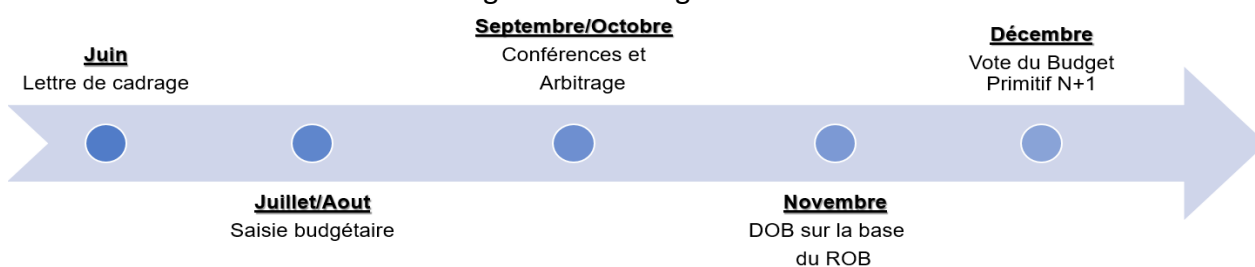 Septembre/Octobre
Conférences et
Arbitrage
Décembre
Vote du Budget
Primitif N+1
Juin
Lettre de cadrage
Juillet/Aout
Saisie budgétaire
Novembre
DOB sur la base
du ROB